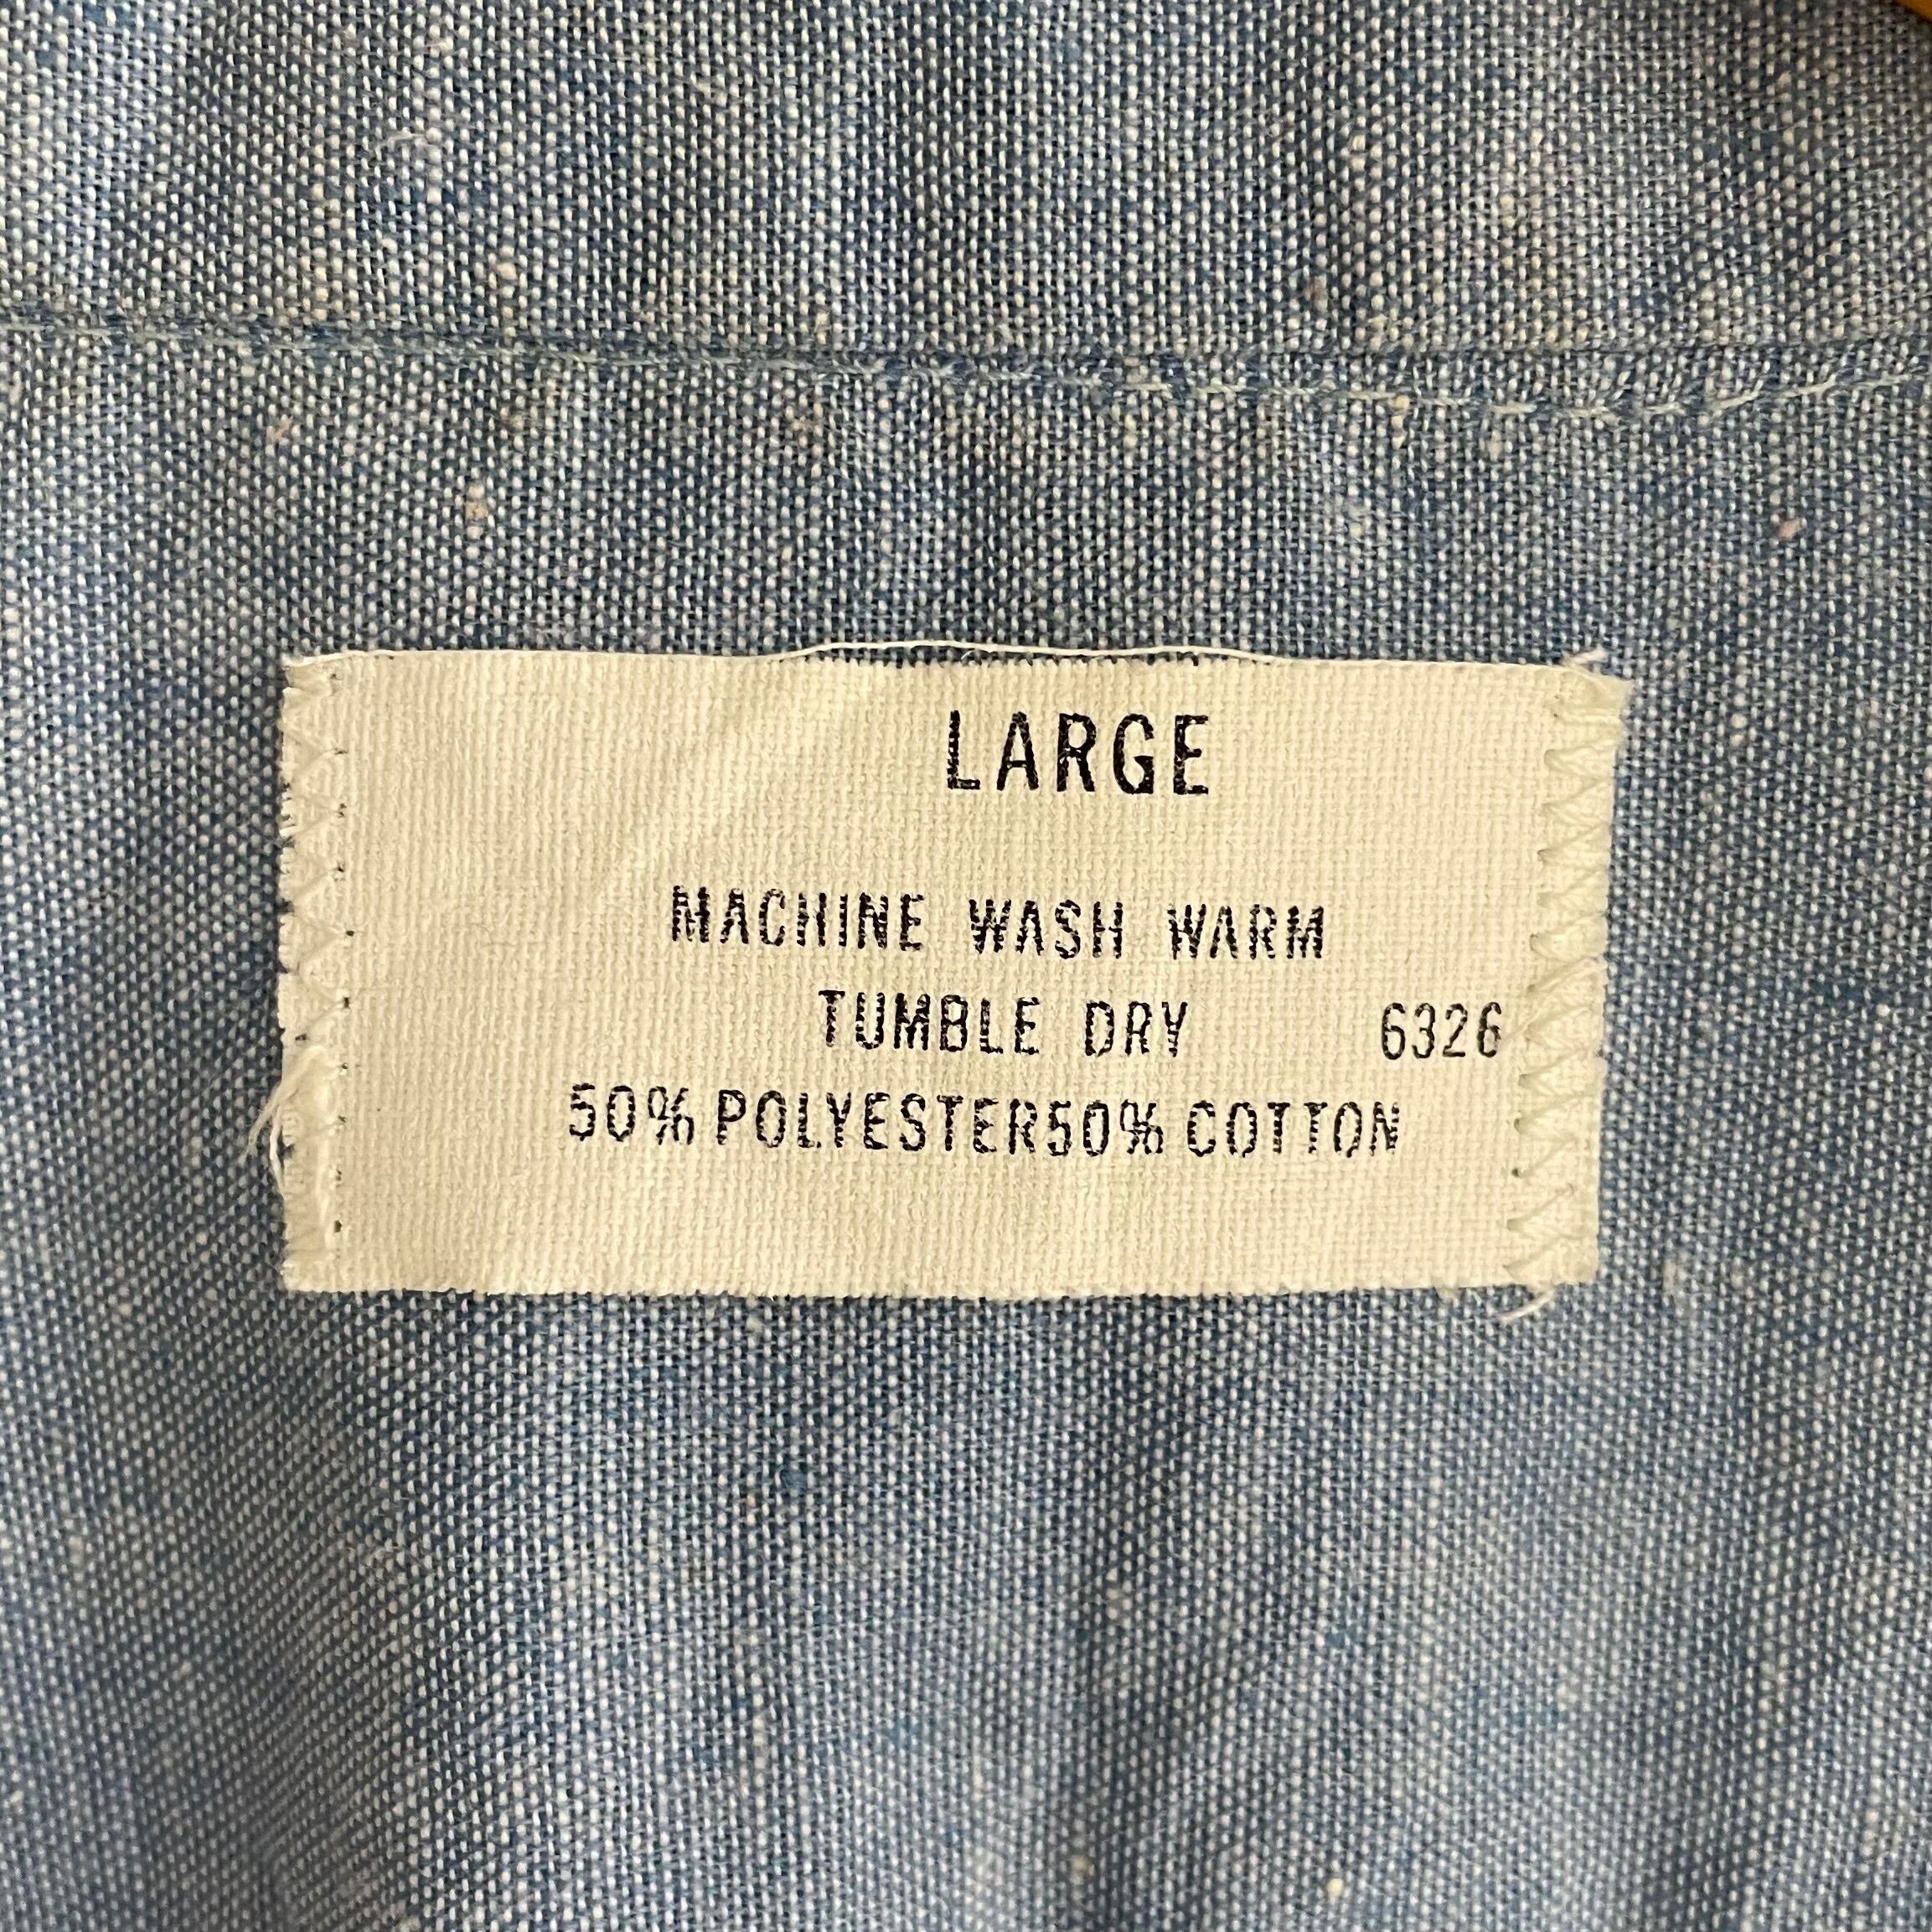 LARGE
MACHINE WASH WARM
TUMBLE DRY 6326
50% POLYESTER50% COTTON